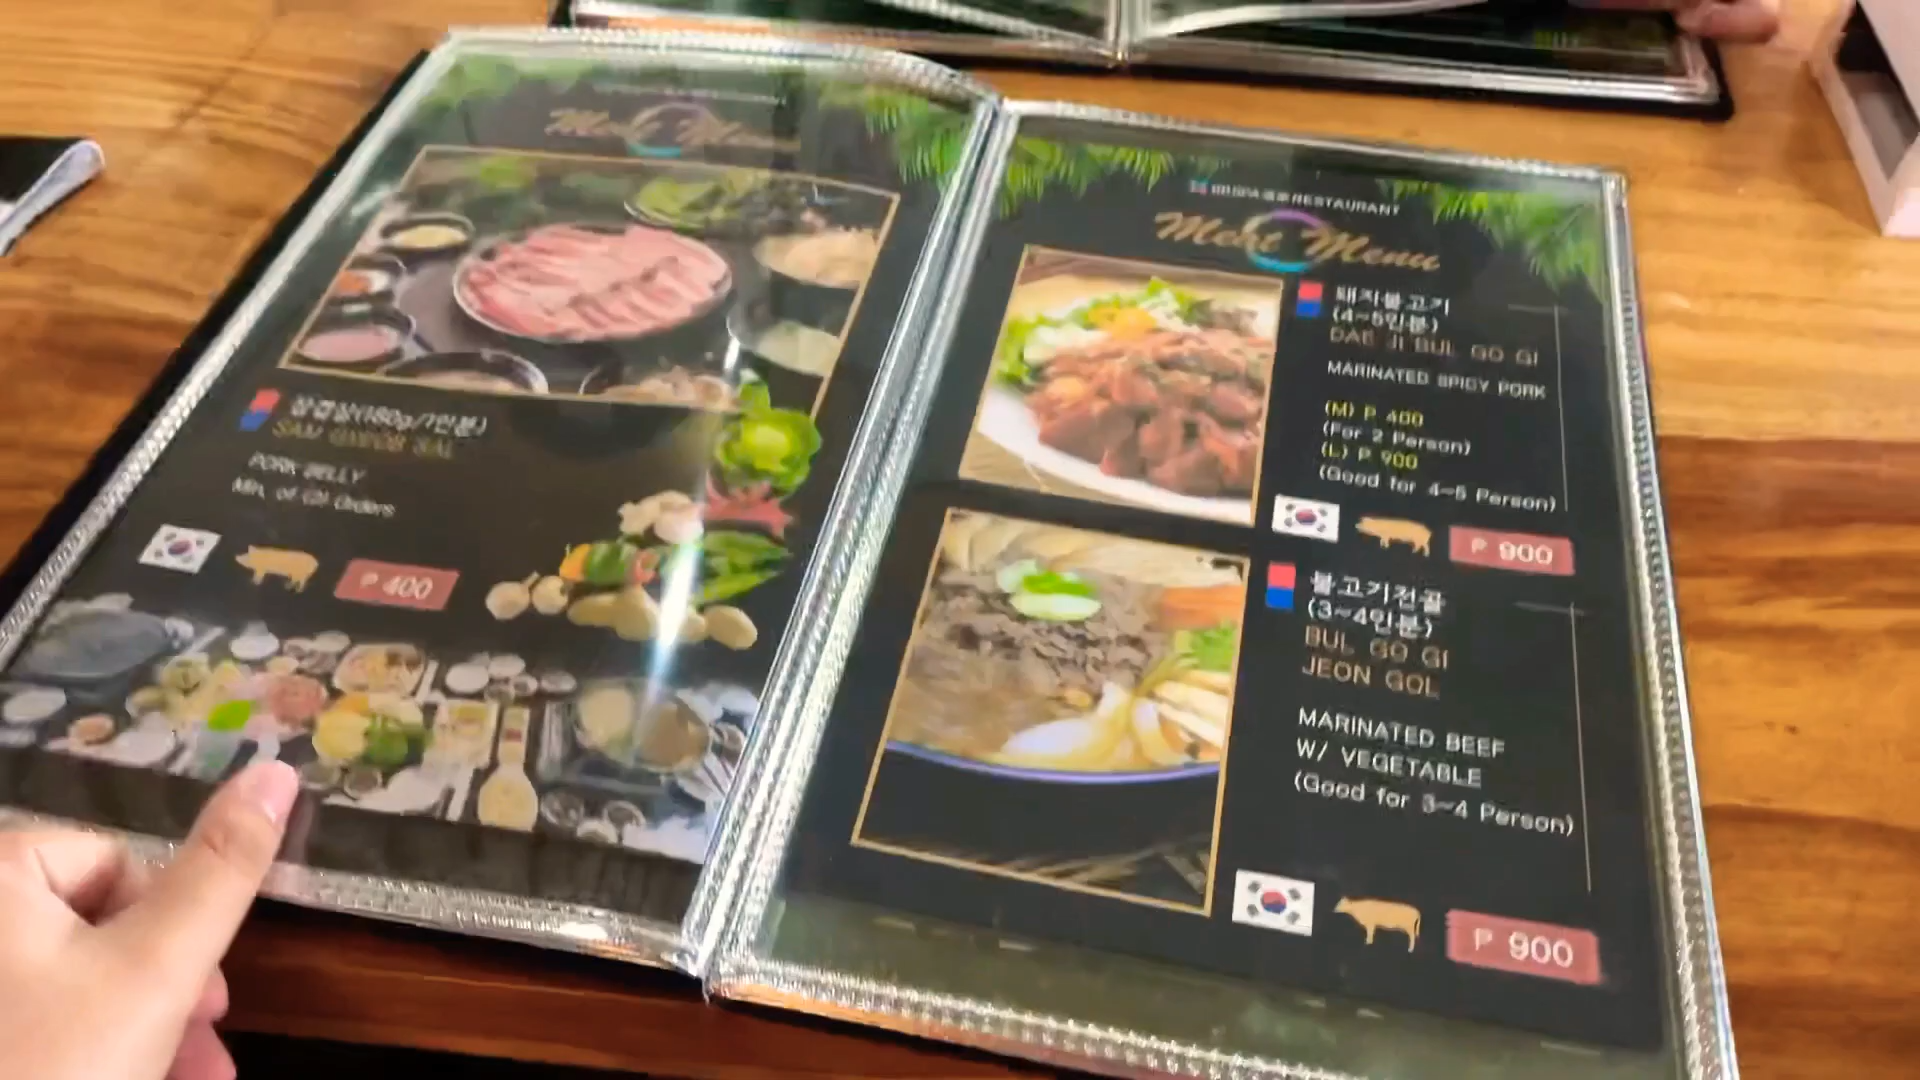 Meat Menu
삼겹살(180g/1인분)
SAM GYEOB SAL
PORK BELLY
Min. of
Orders
₱ 400
RESTAURANT
Meat Menu
돼지불고기
(4~5인분)
DAE JI BUL GO GI
MARINATED SPICY PORK
(M) P 400
(For 2 Person)
(L) P 900
(Good for 4~5 Person)
₱ 900
불고기전골
(3~4인분)
BUL GO GI
JEON GOL
MARINATED BEEF
W/ VEGETABLE
(Good for 3~4 Person)
₱ 900